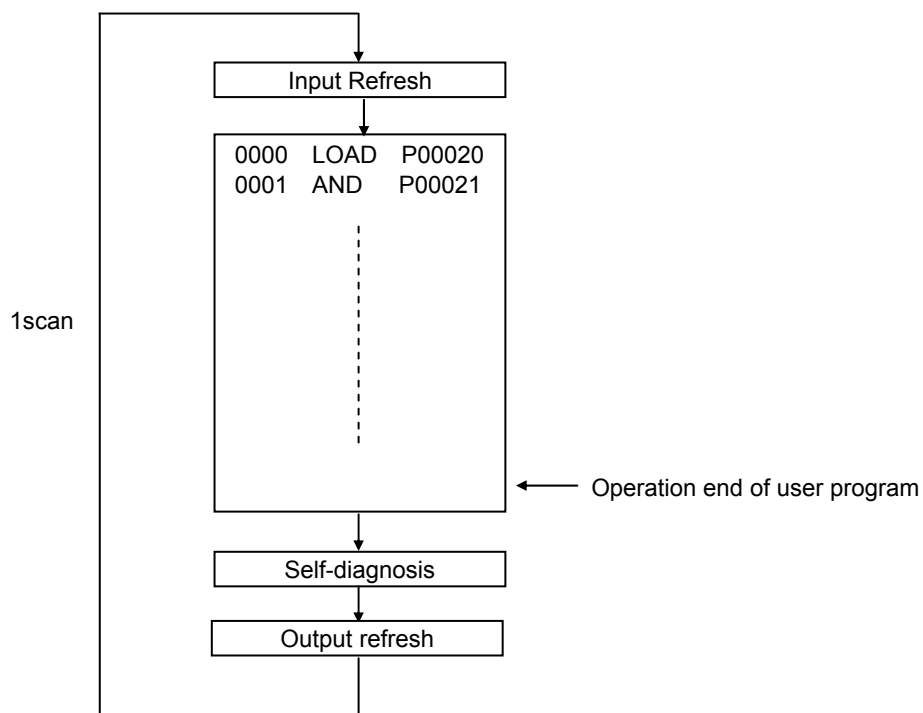 Input Refresh
0000 LOAD P00020
0001 AND P00021
1scan
Operation end of user program
Self-diagnosis
Output refresh